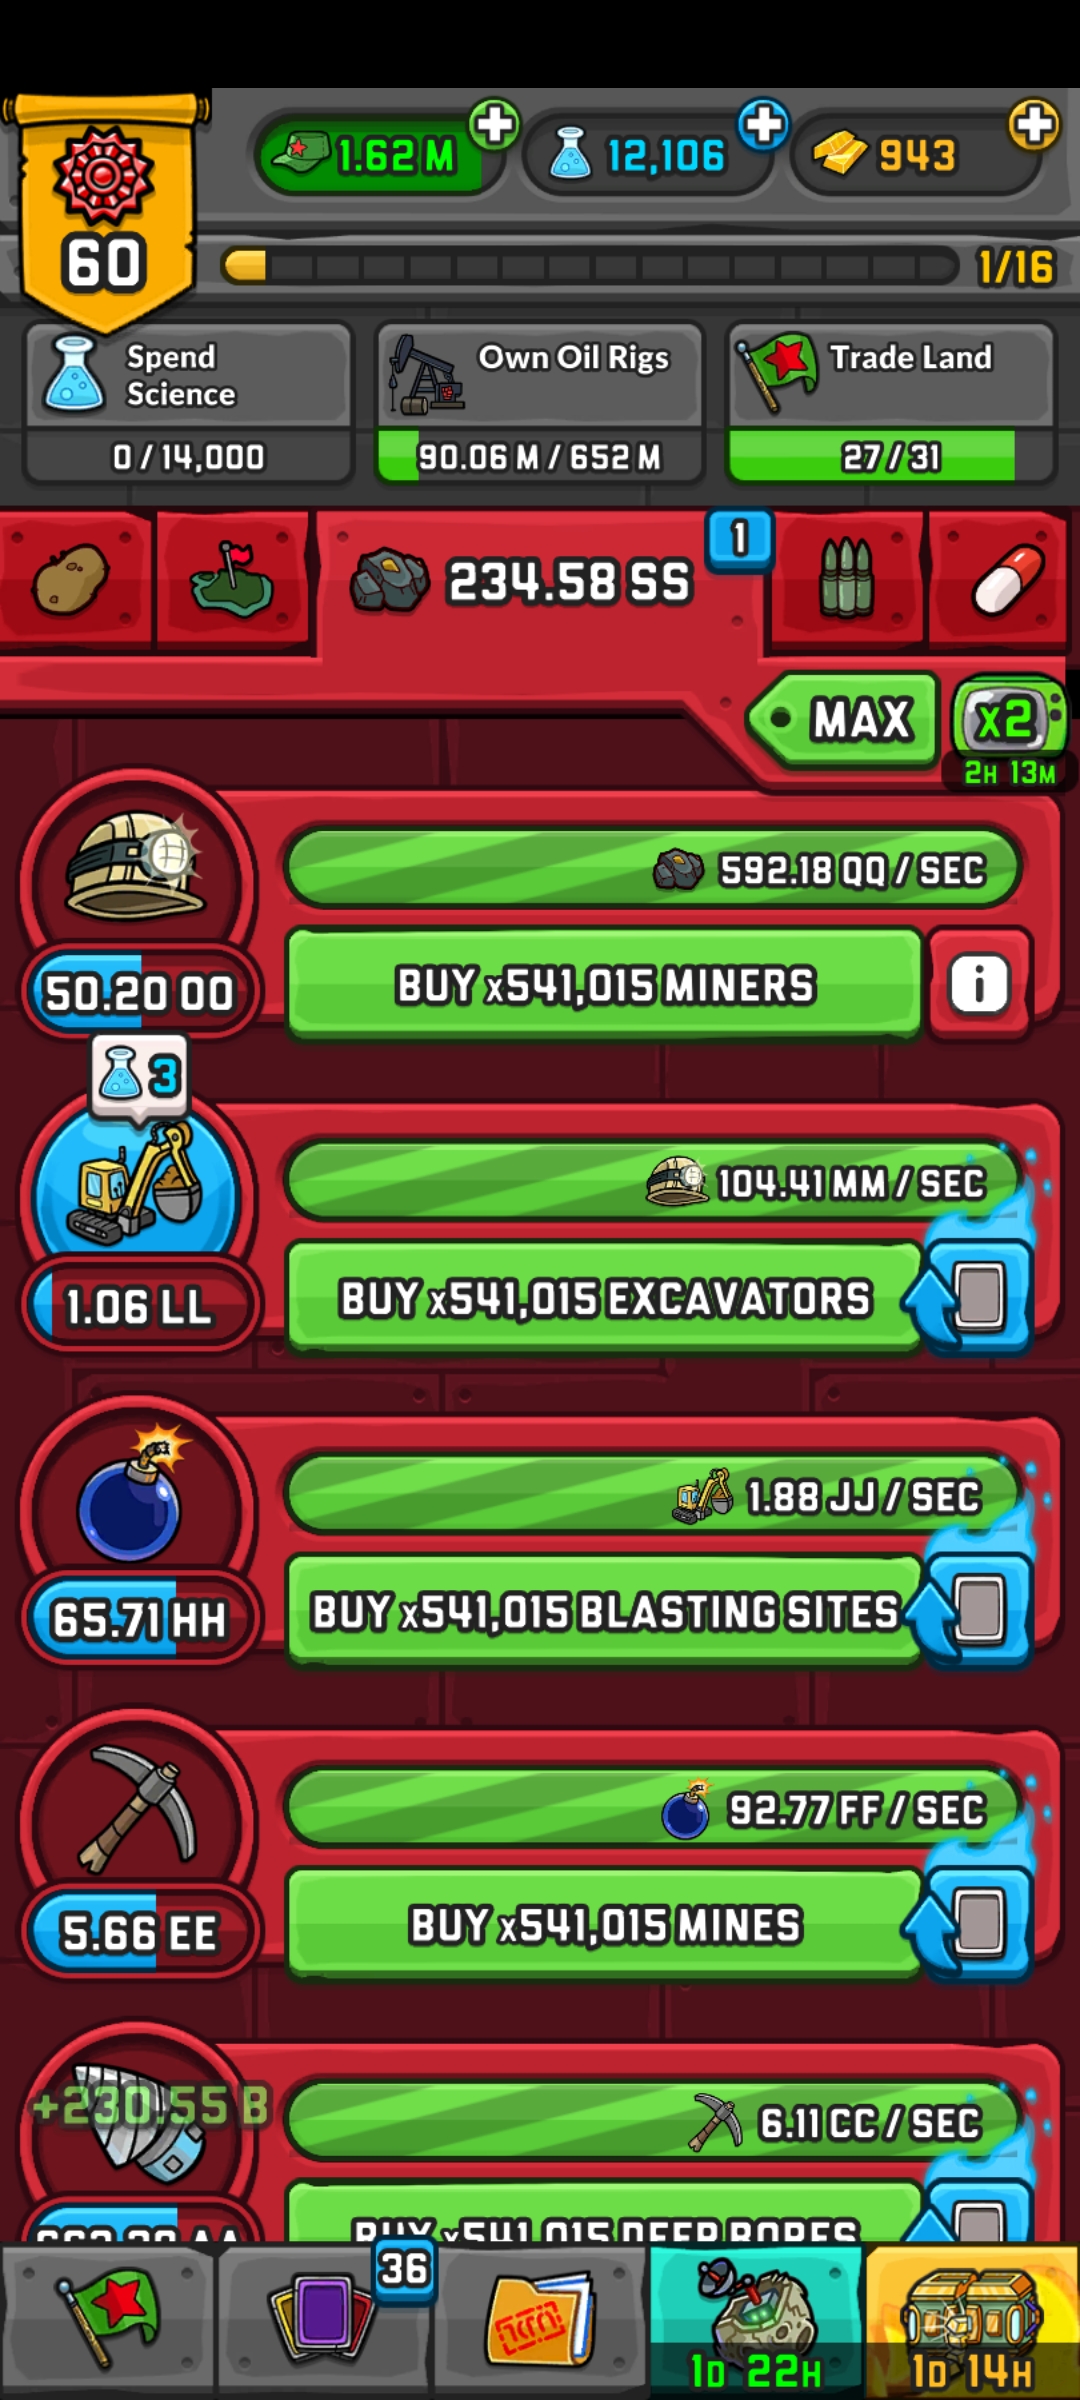 1.62 M
12,106
943
60
1/16
Spend
Science
0 / 14,000
Own Oil Rigs
90.06 M / 652 M
Trade Land
27 / 31
234.58 SS
1
MAX
x2
2H 13M
592.18 QQ / SEC
50.20 OO
BUY x541,015 MINERS
i
3
104.41 MM / SEC
1.06 LL
BUY x541,015 EXCAVATORS
1.88 JJ / SEC
65.71 HH
BUY x541,015 BLASTING SITES
92.77 FF / SEC
5.66 EE
BUY x541,015 MINES
+230.55 B
6.11 CC / SEC
BUY x541,015 DEEP BORES
36
1D 22H
1D 14H